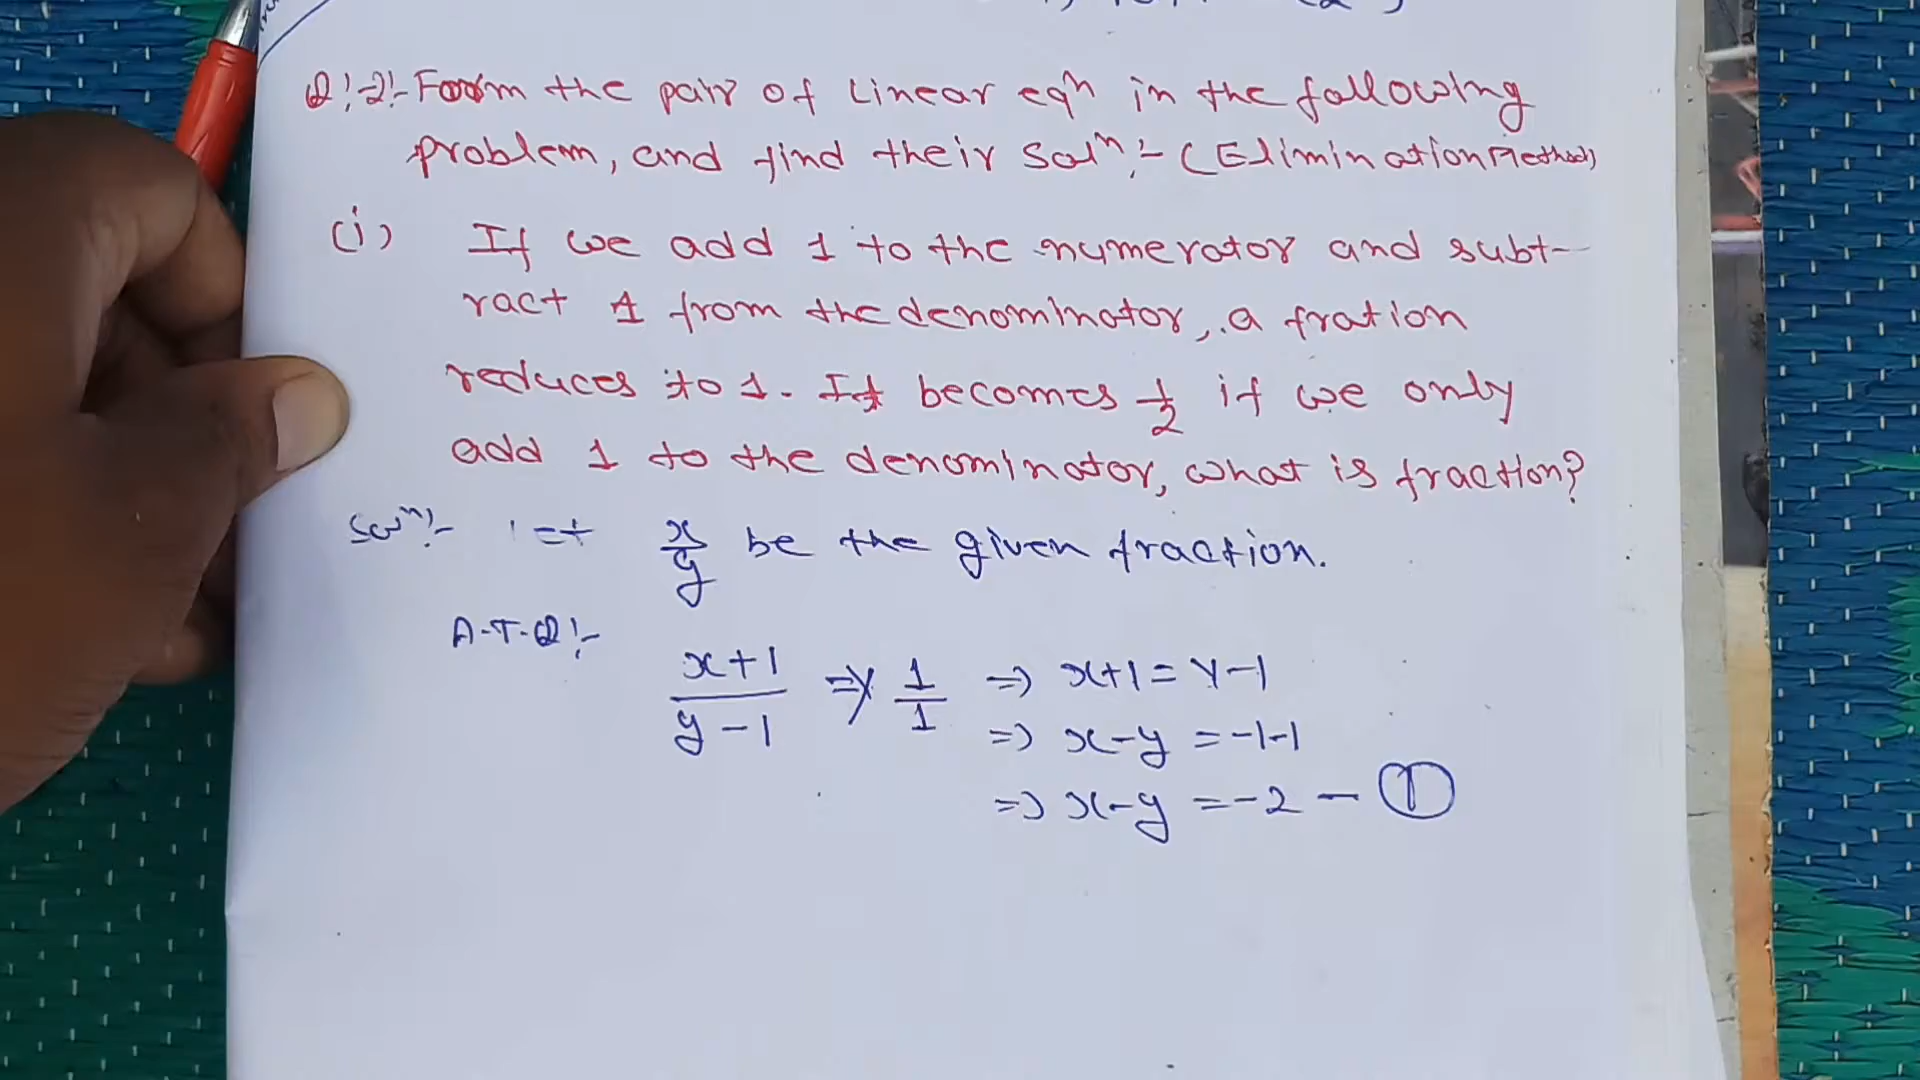 Q:-2:- Form the pair of Linear eqn in the following
problem, and find their soln:- (Elimination Method)
(i) If we add 1 to the numerator and subt-
ract 1 from the denominator, a fration
reduces to 1. It becomes 1/2 if we only
add 1 to the denominator, what is fraction?
Soln:- let x/y be the given fraction.
A.T.Q:-
x+1/y-1 => 1/1 => x+1 = y-1
=> x-y = -1-1
=> x-y = -2 - ①